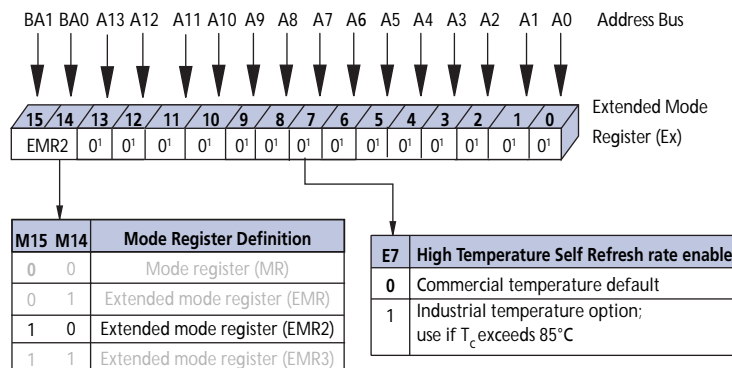 BA1 BA0 A13 A12 A11 A10 A9 A8 A7 A6 A5 A4 A3 A2 A1 A0 Address Bus
15 14 13 12 11 10 9 8 7 6 5 4 3 2 1 0 Extended Mode
EMR2 0¹ 0¹ 0¹ 0¹ 0¹ 0¹ 0¹ 0¹ 0¹ 0¹ 0¹ 0¹ 0¹ 0¹ Register (Ex)
M15 M14 Mode Register Definition
0 0 Mode register (MR)
0 1 Extended mode register (EMR)
1 0 Extended mode register (EMR2)
1 1 Extended mode register (EMR3)
E7 High Temperature Self Refresh rate enable
0 Commercial temperature default
1 Industrial temperature option;
use if Tc exceeds 85°C